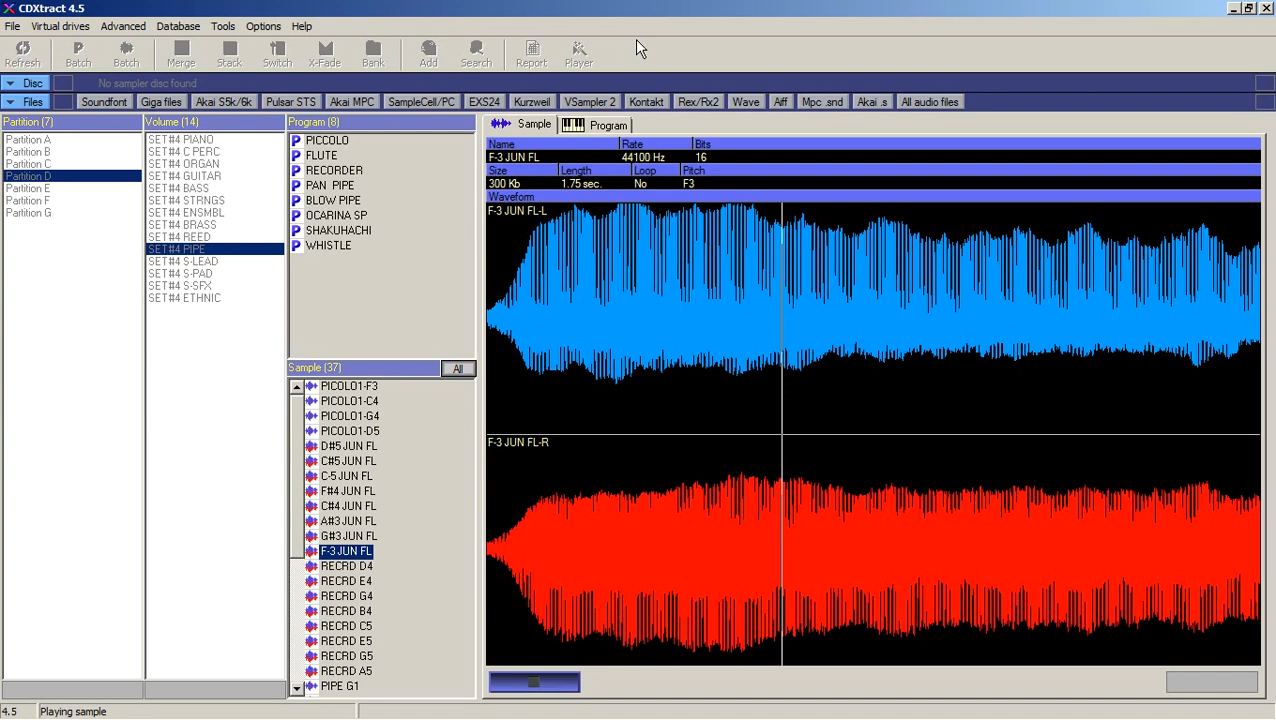 CDXtract 4.5
File Virtual drives Advanced Database Tools Options Help
Refresh Batch Batch Merge Stack Switch X-Fade Bank Add Search Report Player
Disc No sampler disc found
Files Soundfont Giga files Akai S5k/6k Pulsar STS Akai MPC SampleCell/PC EXS24 Kurzweil VSampler 2 Kontakt Rex/Rx2 Wave Aiff Mpc .snd Akai .s All audio files
Partition (7)
Partition A
Partition B
Partition C
Partition D
Partition E
Partition F
Partition G
Volume (14)
SET#4 PIANO
SET#4 C PERC
SET#4 ORGAN
SET#4 GUITAR
SET#4 BASS
SET#4 STRNGS
SET#4 ENSMBL
SET#4 BRASS
SET#4 REED
SET#4 PIPE
SET#4 S-LEAD
SET#4 S-PAD
SET#4 S-SFX
SET#4 ETHNIC
Program (8)
PICCOLO
FLUTE
RECORDER
PAN PIPE
BLOW PIPE
OCARINA SP
SHAKUHACHI
WHISTLE
Sample (37) All
PICOLO1-F3
PICOLO1-C4
PICOLO1-G4
PICOLO1-D5
D#5 JUN FL
C#5 JUN FL
C-5 JUN FL
F#4 JUN FL
C#4 JUN FL
A#3 JUN FL
G#3 JUN FL
F-3 JUN FL
RECRD D4
RECRD E4
RECRD G4
RECRD B4
RECRD C5
RECRD E5
RECRD G5
RECRD A5
PIPE G1
Sample Program
Name Rate Bits
F-3 JUN FL 44100 Hz 16
Size Length Loop Pitch
300 Kb 1.75 sec. No F3
Waveform
F-3 JUN FL-L
F-3 JUN FL-R
4.5 Playing sample